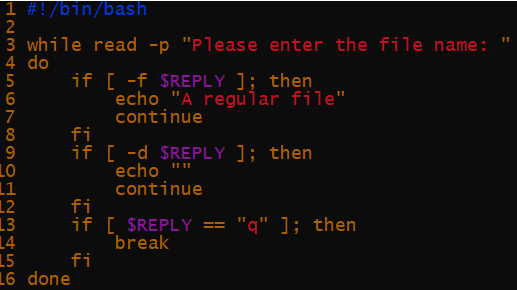 1 #!/bin/bash
2
3 while read -p "Please enter the file name: "
4 do
5     if [ -f $REPLY ]; then
6         echo "A regular file"
7         continue
8     fi
9     if [ -d $REPLY ]; then
10         echo ""
11         continue
12     fi
13     if [ $REPLY == "q" ]; then
14         break
15     fi
16 done